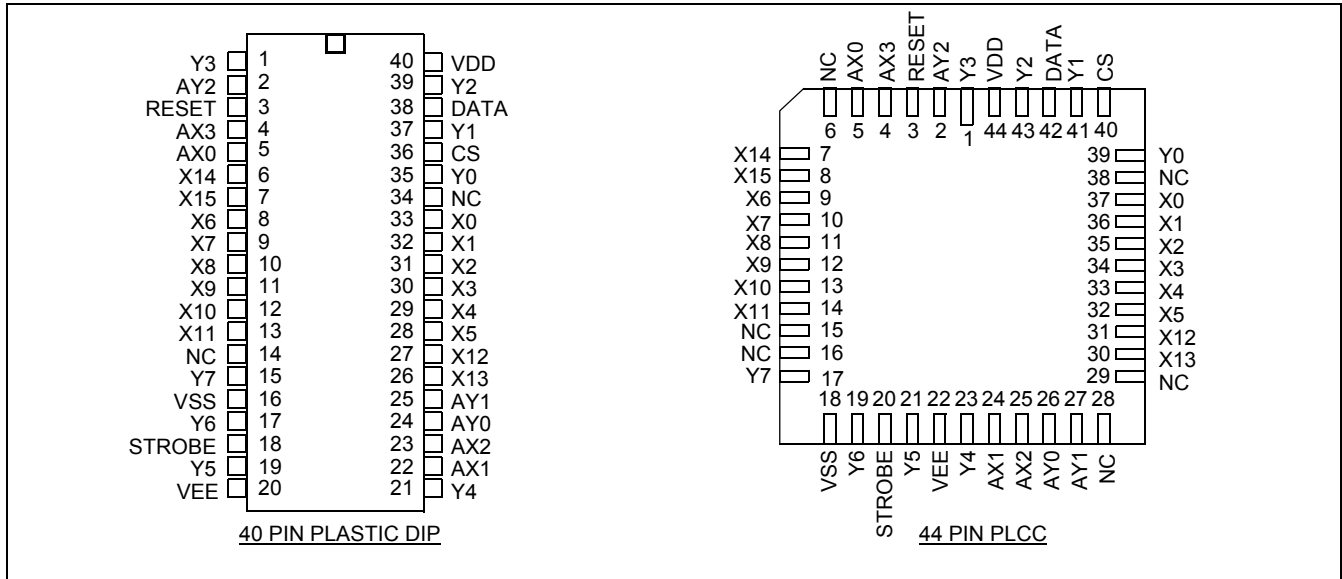 Y3 1 40 VDD
AY2 2 39 Y2
RESET 3 38 DATA
AX3 4 37 Y1
AX0 5 36 CS
X14 6 35 Y0
X15 7 34 NC
X6 8 33 X0
X7 9 32 X1
X8 10 31 X2
X9 11 30 X3
X10 12 29 X4
X11 13 28 X5
NC 14 27 X12
Y7 15 26 X13
VSS 16 25 AY1
Y6 17 24 AY0
STROBE 18 23 AX2
Y5 19 22 AX1
VEE 20 21 Y4
40 PIN PLASTIC DIP
NC AX0 AX3 RESET AY2 Y3 VDD Y2 DATA Y1 CS
6 5 4 3 2 1 44 43 42 41 40
X14 7 39 Y0
X15 8 38 NC
X6 9 37 X0
X7 10 36 X1
X8 11 35 X2
X9 12 34 X3
X10 13 33 X4
X11 14 32 X5
NC 15 31 X12
NC 16 30 X13
Y7 17 29 NC
18 19 20 21 22 23 24 25 26 27 28
VSS Y6 STROBE Y5 VEE Y4 AX1 AX2 AY0 AY1 NC
44 PIN PLCC